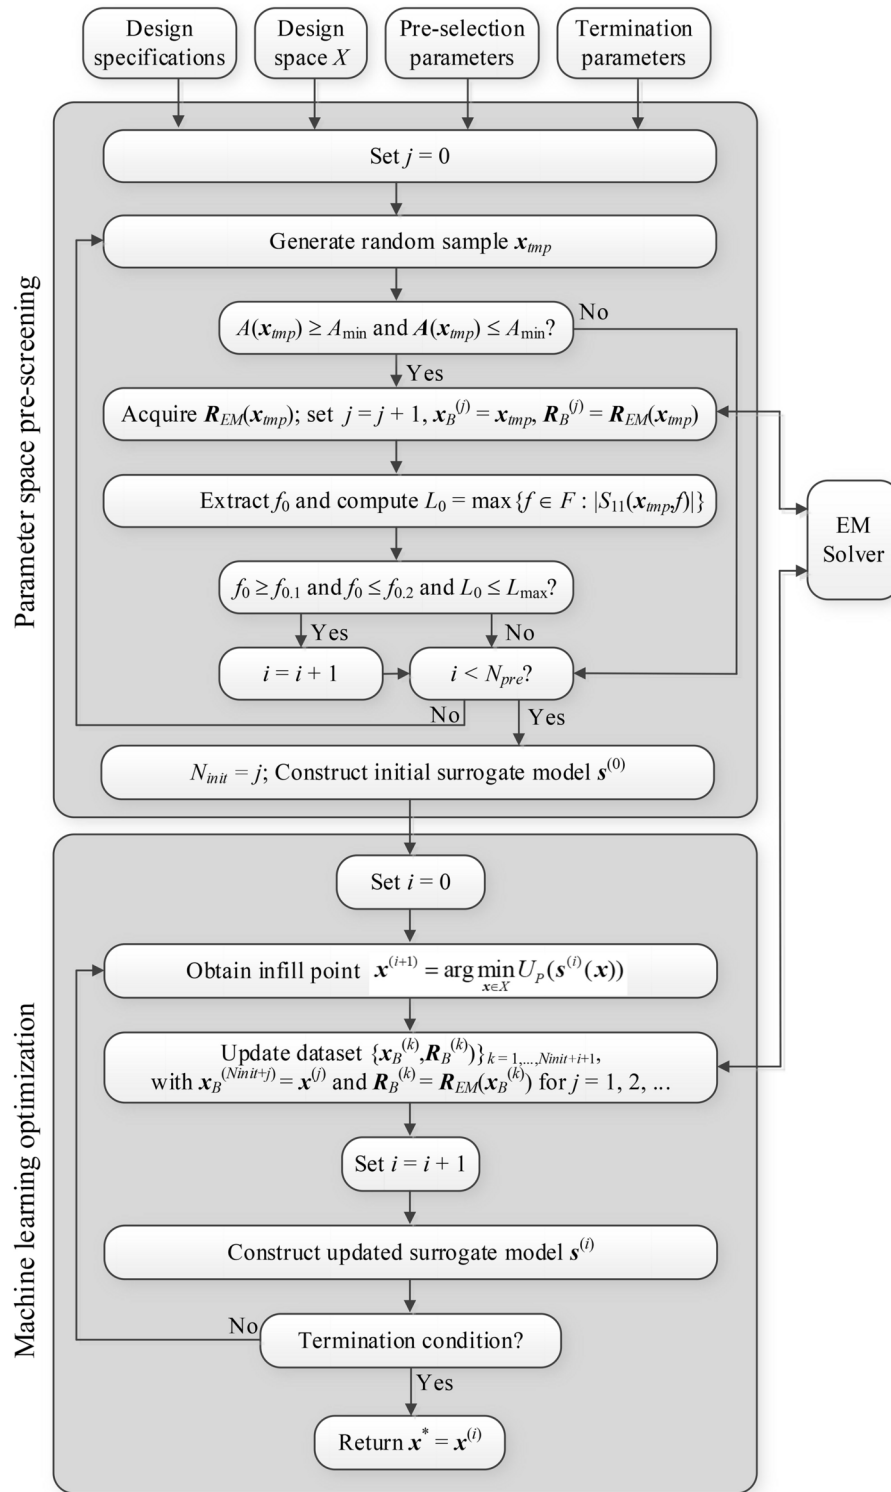 Design
specifications
Design
space X
Pre-selection
parameters
Termination
parameters
Parameter space pre-screening
Set j = 0
Generate random sample x_tmp
A(x_tmp) ≥ A_min and A(x_tmp) ≤ A_min?
No
Yes
Acquire R_EM(x_tmp); set j = j + 1, x_B^(j) = x_tmp, R_B^(j) = R_EM(x_tmp)
Extract f_0 and compute L_0 = max{f ∈ F : |S_11(x_tmp,f)|}
EM
Solver
f_0 ≥ f_0.1 and f_0 ≤ f_0.2 and L_0 ≤ L_max?
Yes
No
i = i + 1
i < N_pre?
No
Yes
N_init = j; Construct initial surrogate model s^(0)
Machine learning optimization
Set i = 0
Obtain infill point x^(i+1) = arg min_{x∈X} U_P(s^(i)(x))
Update dataset {x_B^(k),R_B^(k)}_{k = 1,...,Ninit+i+1},
with x_B^(Ninit+j) = x^(j) and R_B^(k) = R_EM(x_B^(k)) for j = 1, 2, ...
Set i = i + 1
Construct updated surrogate model s^(i)
No
Termination condition?
Yes
Return x^* = x^(i)